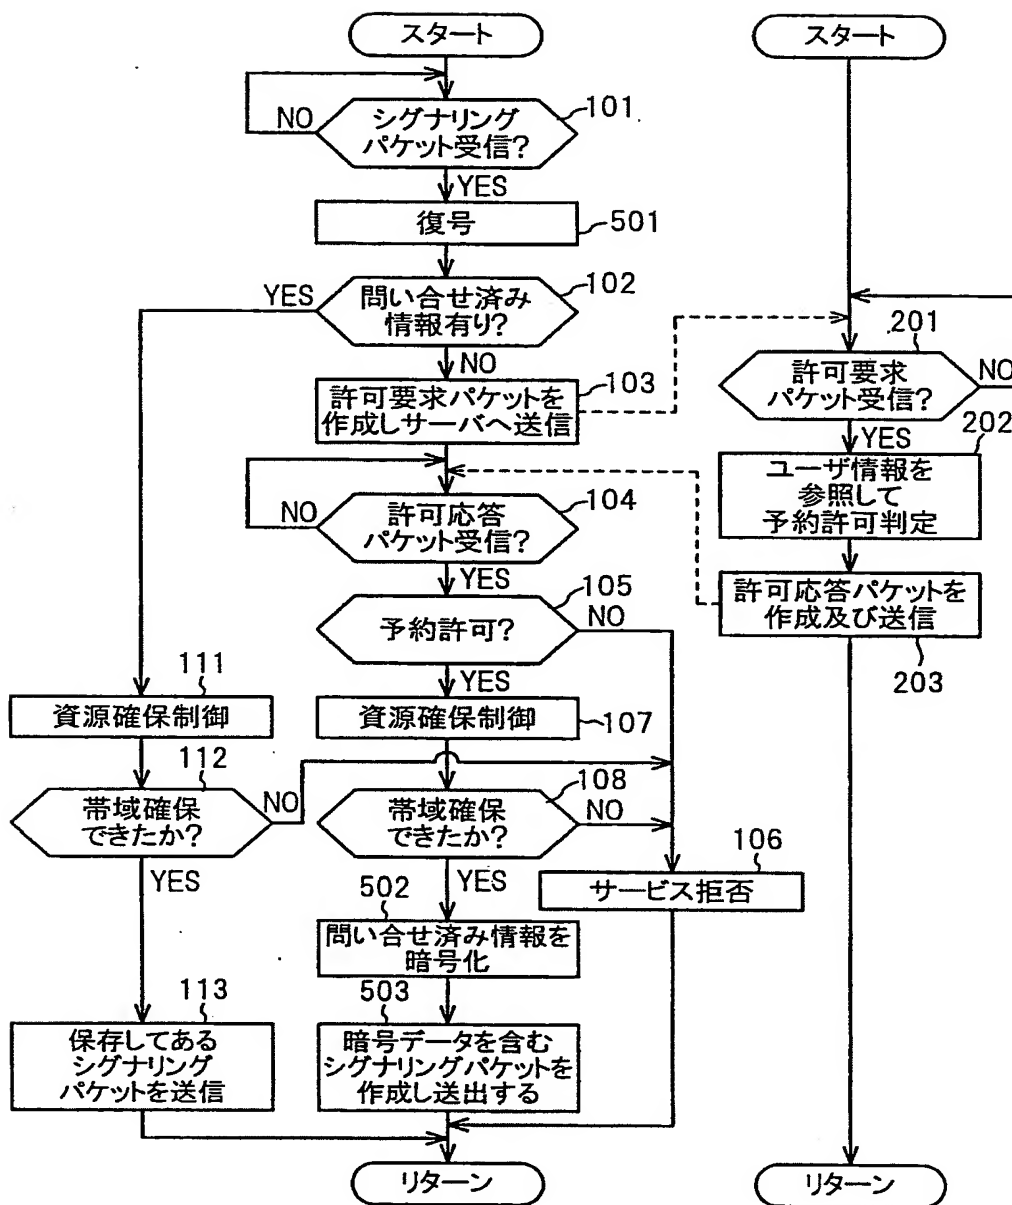 スタート
スタート
NO
シグナリング
パケット受信?
101
YES
復号
501
YES
問い合せ済み
情報有り?
102
NO
許可要求パケットを
作成しサーバへ送信
103
201
許可要求
パケット受信?
NO
YES
202
ユーザ情報を
参照して
予約許可判定
NO
許可応答
パケット受信?
104
YES
許可応答パケットを
作成及び送信
203
105
予約許可?
NO
YES
111
資源確保制御
資源確保制御
107
112
帯域確保
できたか?
NO
108
帯域確保
できたか?
NO
YES
YES
106
サービス拒否
502
問い合せ済み情報を
暗号化
113
保存してある
シグナリング
パケットを送信
503
暗号データを含む
シグナリングパケットを
作成し送出する
リターン
リターン